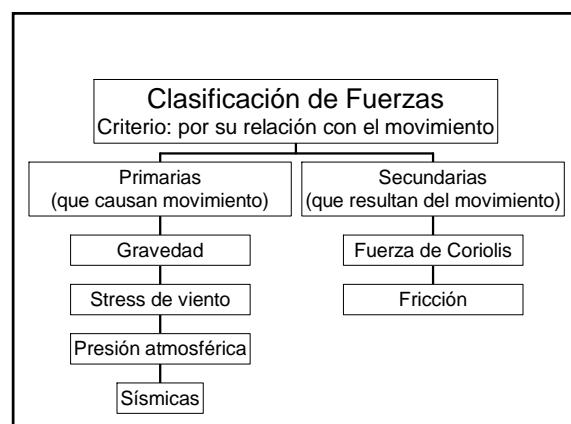 Clasificación de Fuerzas
Criterio: por su relación con el movimiento
Primarias
(que causan movimiento)
Gravedad
Stress de viento
Presión atmosférica
Sísmicas
Secundarias
(que resultan del movimiento)
Fuerza de Coriolis
Fricción